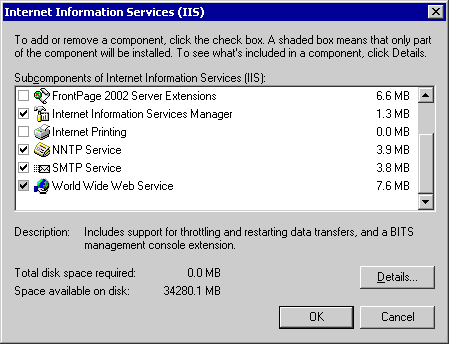 Internet Information Services (IIS)
To add or remove a component, click the check box. A shaded box means that only part
of the component will be installed. To see what's included in a component, click Details.
Subcomponents of Internet Information Services (IIS):
FrontPage 2002 Server Extensions 6.6 MB
Internet Information Services Manager 1.3 MB
Internet Printing 0.0 MB
NNTP Service 3.9 MB
SMTP Service 3.8 MB
World Wide Web Service 7.6 MB
Description: Includes support for throttling and restarting data transfers, and a BITS
management console extension.
Total disk space required: 0.0 MB
Space available on disk: 34280.1 MB
Details...
OK Cancel